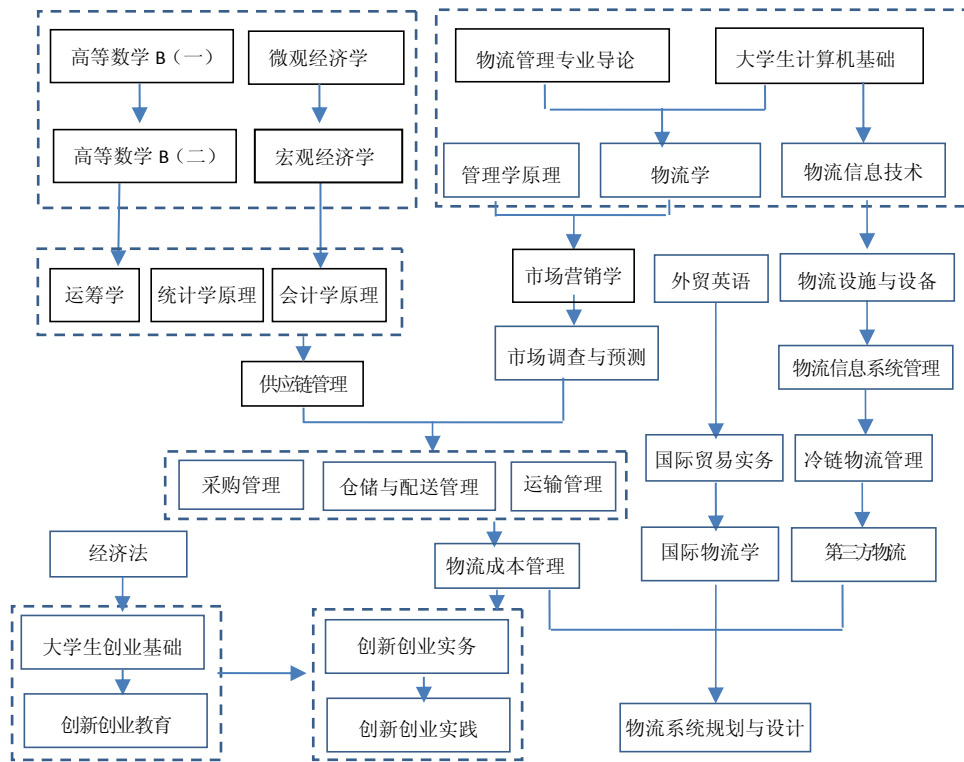 高等数学 B（一）
微观经济学
物流管理专业导论
大学生计算机基础
高等数学 B（二）
宏观经济学
管理学原理
物流学
物流信息技术
运筹学
统计学原理
会计学原理
市场营销学
外贸英语
物流设施与设备
供应链管理
市场调查与预测
物流信息系统管理
采购管理
仓储与配送管理
运输管理
国际贸易实务
冷链物流管理
经济法
物流成本管理
国际物流学
第三方物流
大学生创业基础
创新创业实务
创新创业教育
创新创业实践
物流系统规划与设计